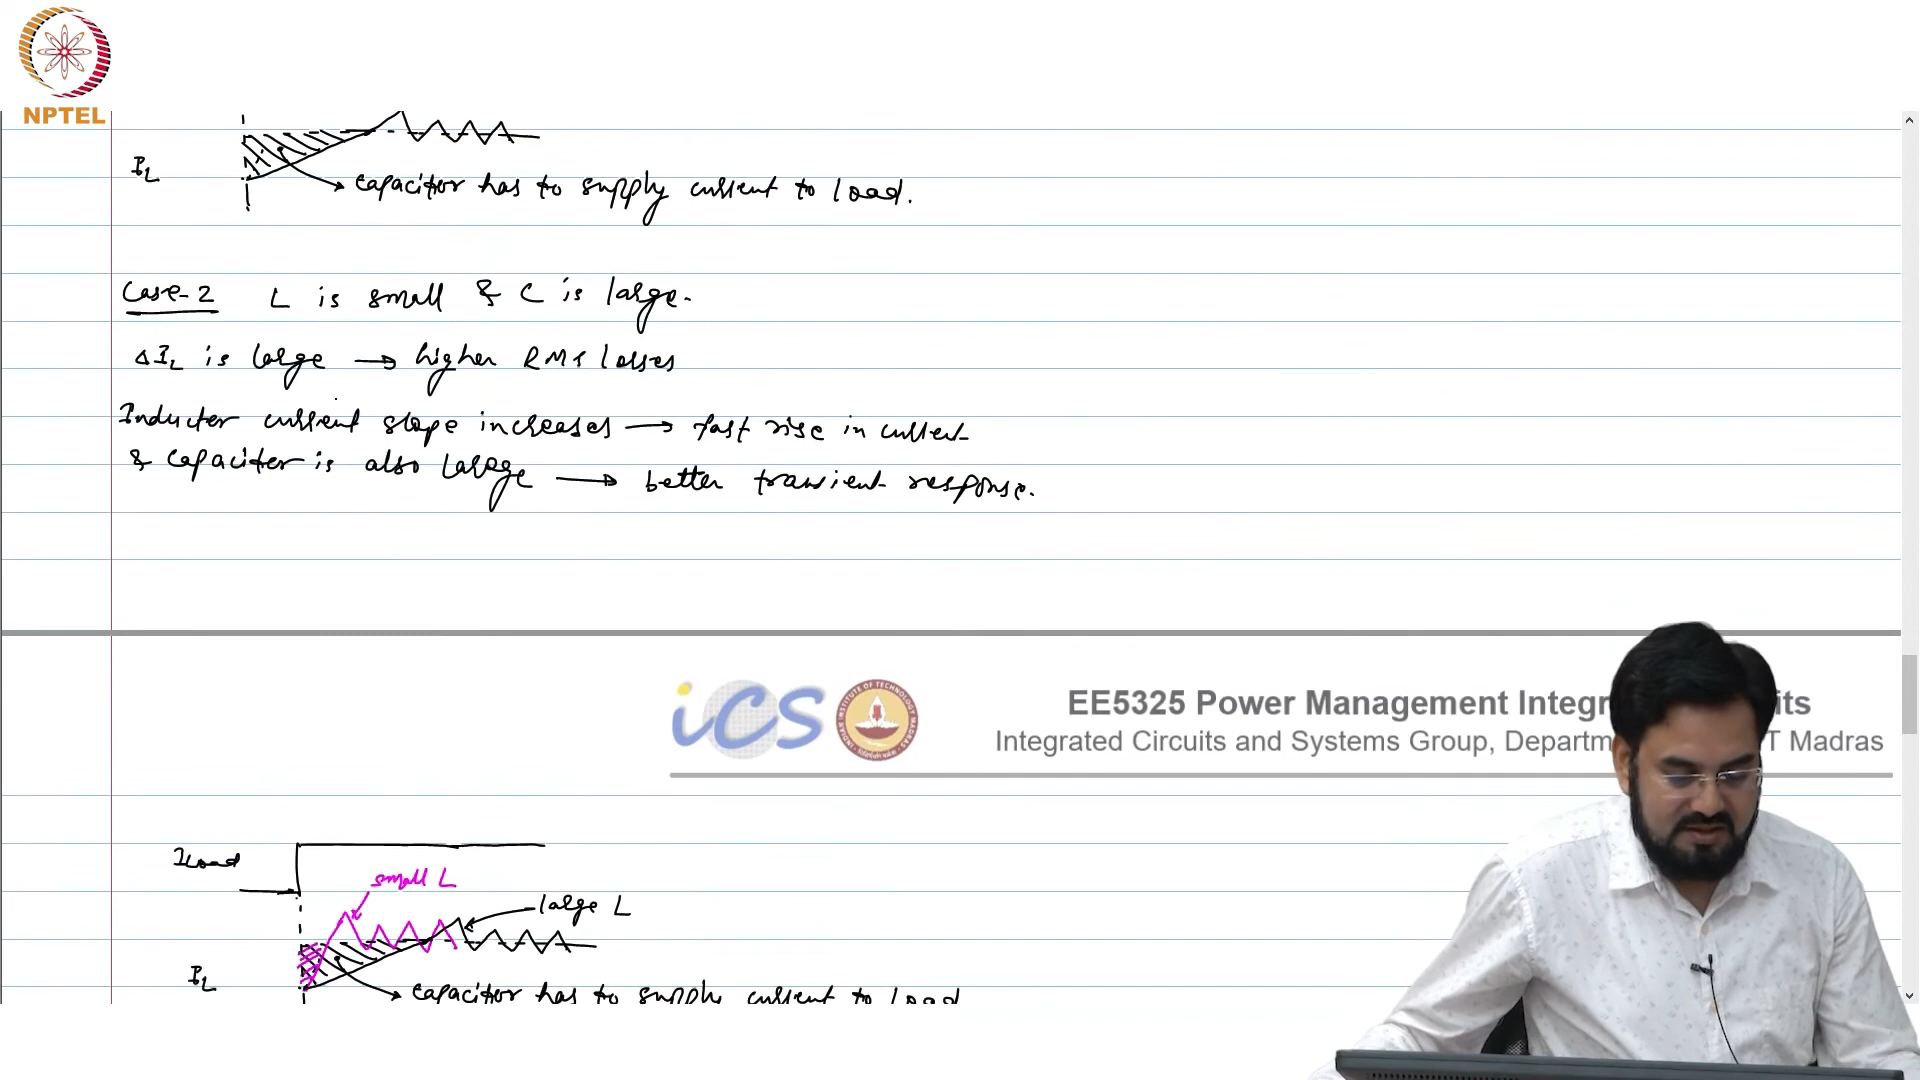 NPTEL
IL
capacitor has to supply current to load.
Case-2 L is small & C is large.
ΔIL is large → higher RMS losses
Inductor current slope increases → fast rise in current
& capacitor is also large → better transient response.
ics
EE5325 Power Management Integr its
Integrated Circuits and Systems Group, Departm T Madras
ILoad
small L
large L
IL
capacitor has to supply current to load